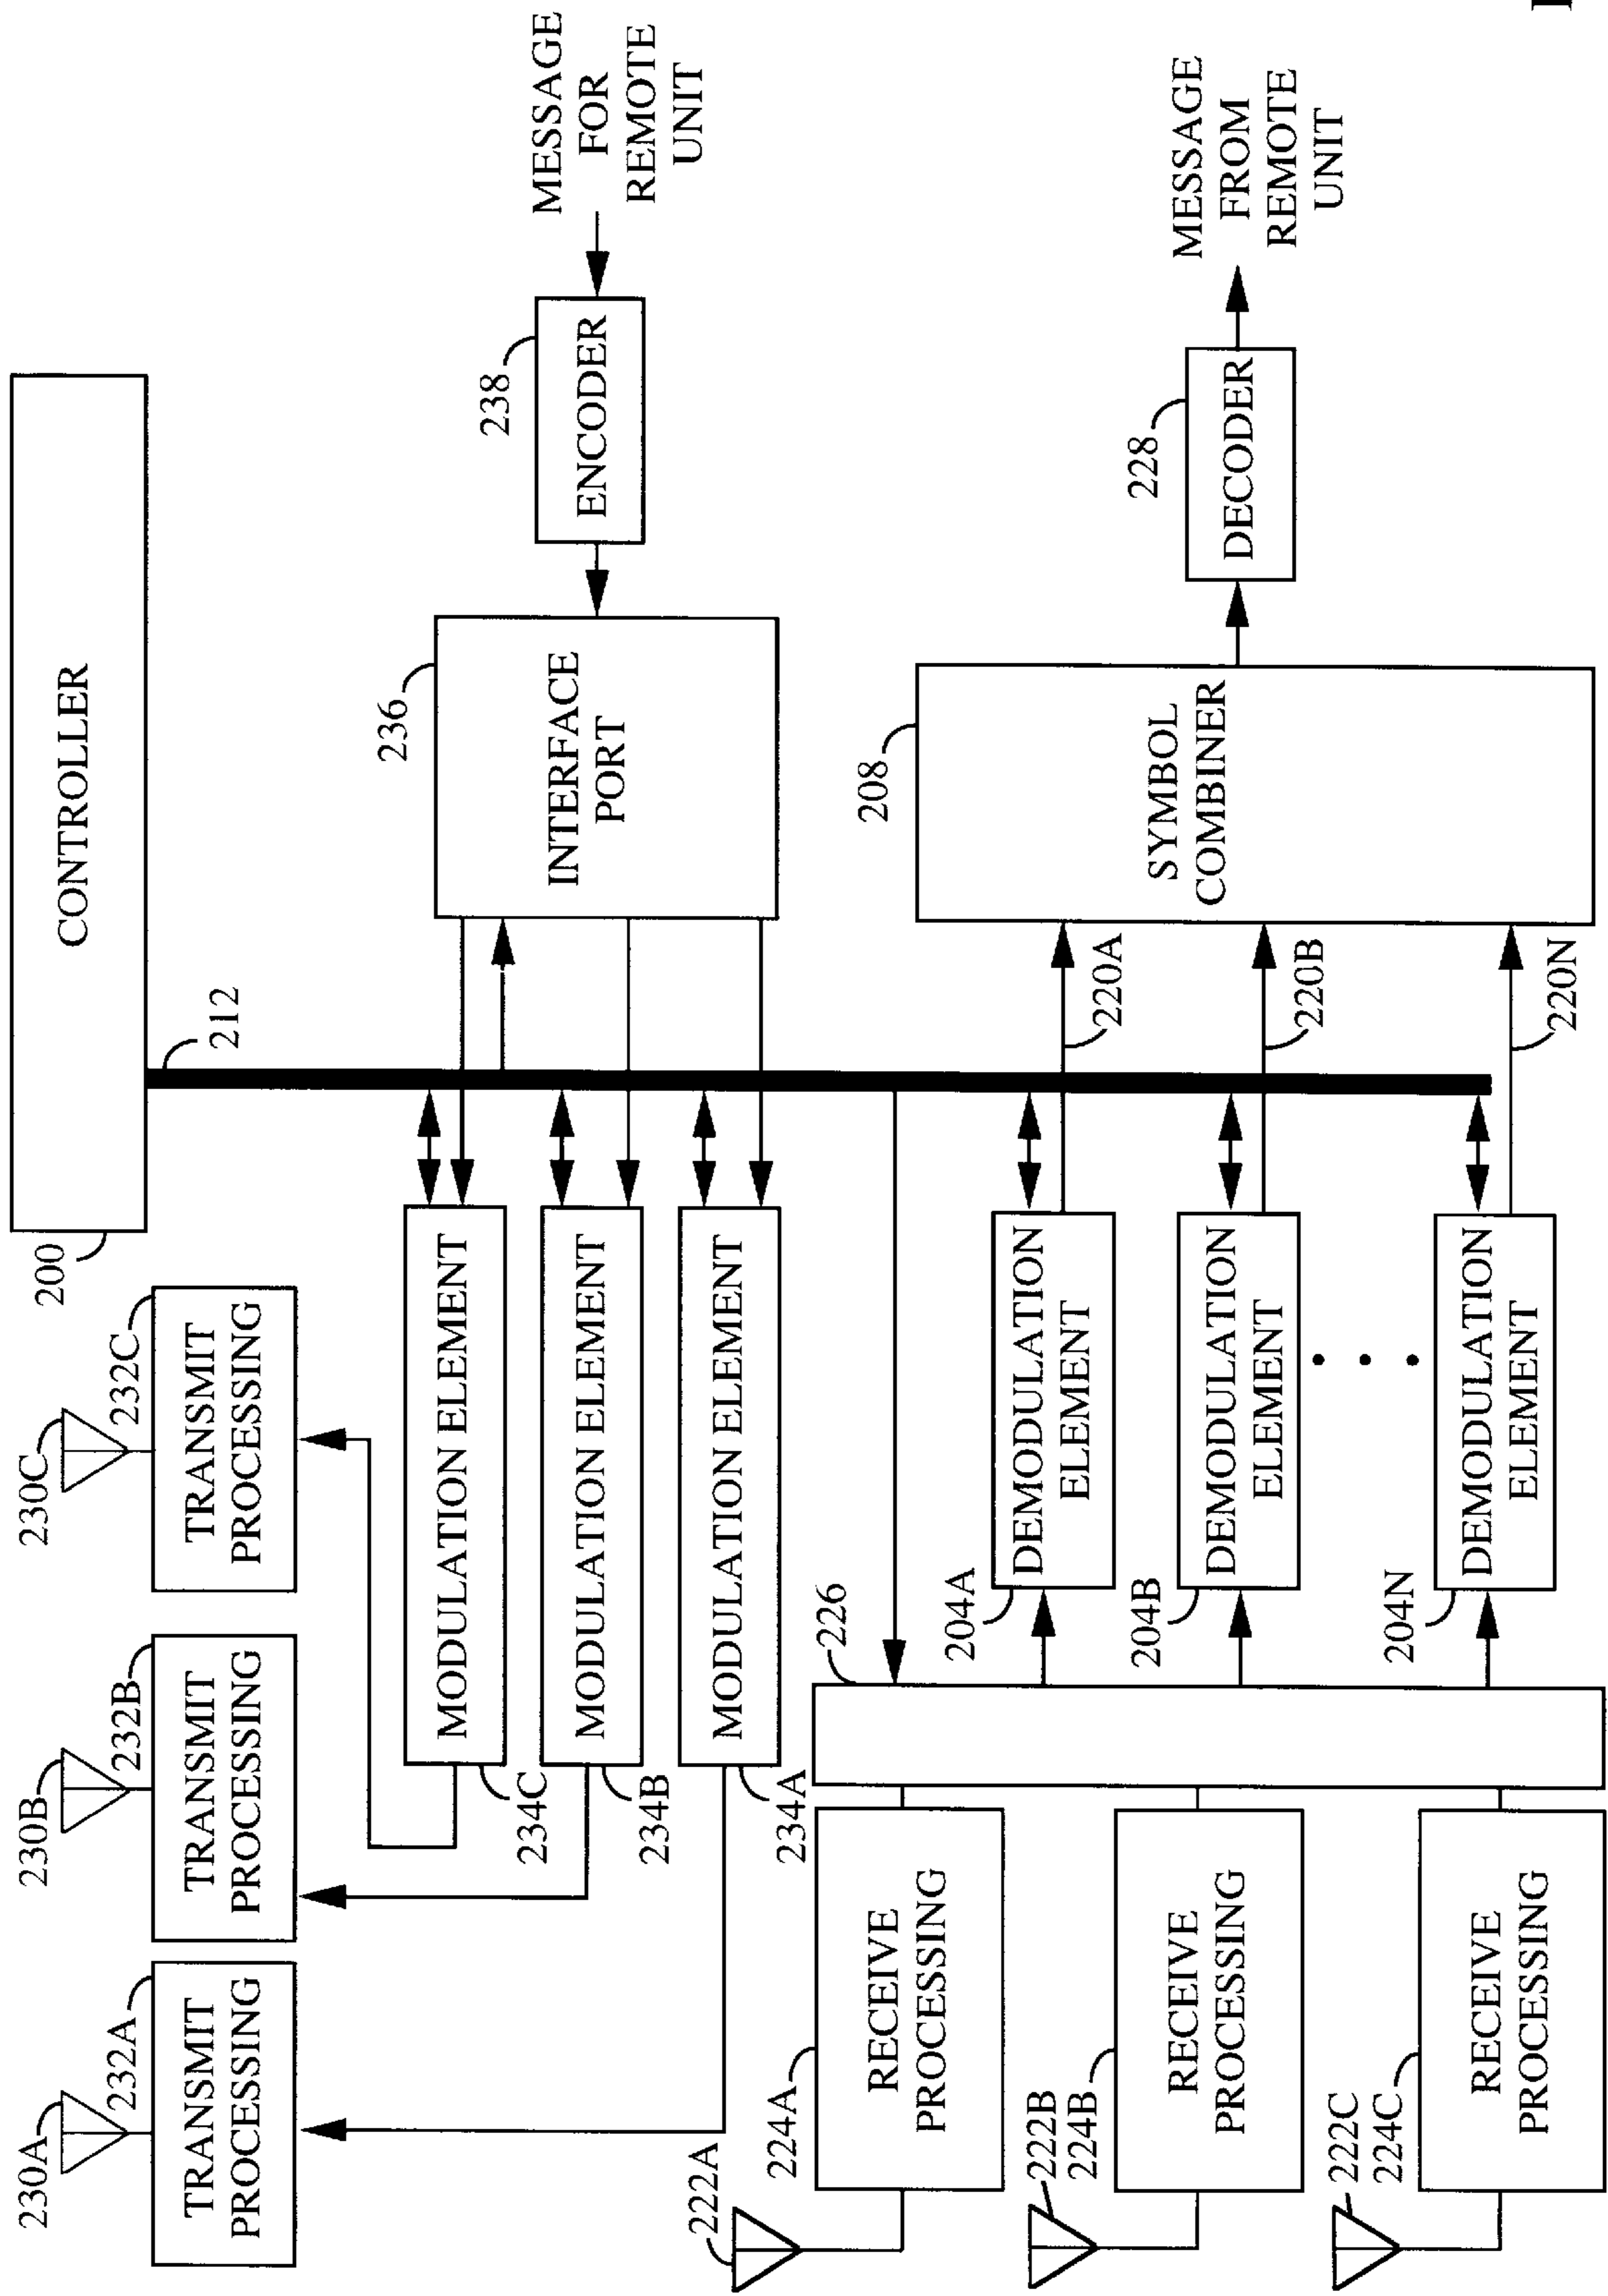 200
CONTROLLER
212
230A
232A
TRANSMIT
PROCESSING
230B
232B
TRANSMIT
PROCESSING
230C
232C
TRANSMIT
PROCESSING
234C
MODULATION ELEMENT
234B
MODULATION ELEMENT
234A
MODULATION ELEMENT
236
INTERFACE
PORT
238
ENCODER
MESSAGE
FOR
REMOTE
UNIT
222A
224A
RECEIVE
PROCESSING
222B
224B
RECEIVE
PROCESSING
222C
224C
RECEIVE
PROCESSING
226
204A
DEMODULATION
ELEMENT
204B
DEMODULATION
ELEMENT
204N
DEMODULATION
ELEMENT
220A
220B
220N
208
SYMBOL
COMBINER
228
DECODER
MESSAGE
FROM
REMOTE
UNIT